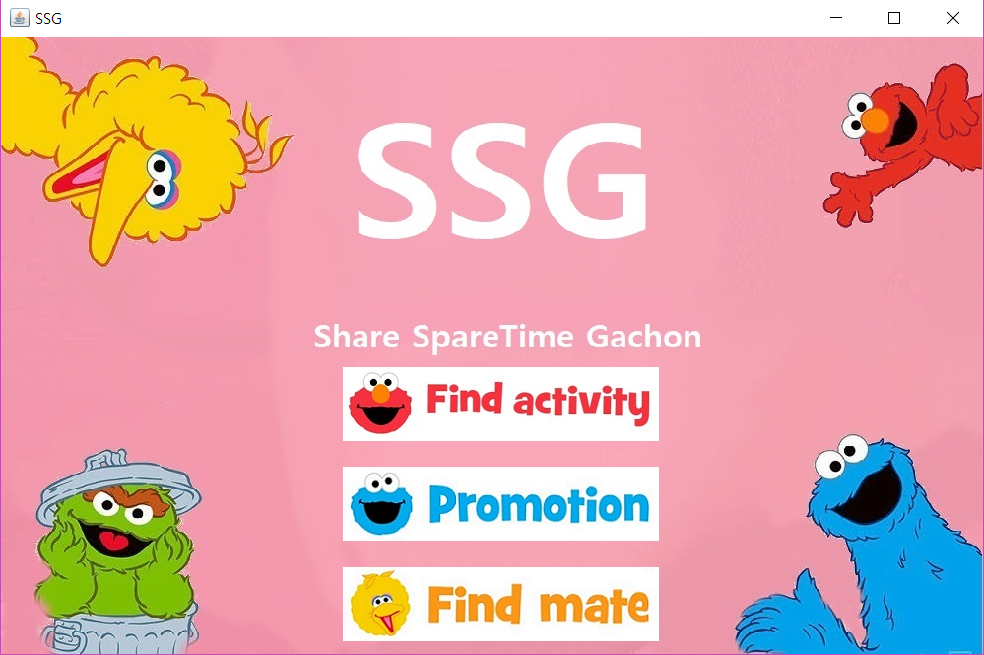 SSG
SSG
Share SpareTime Gachon
Find activity
Promotion
Find mate